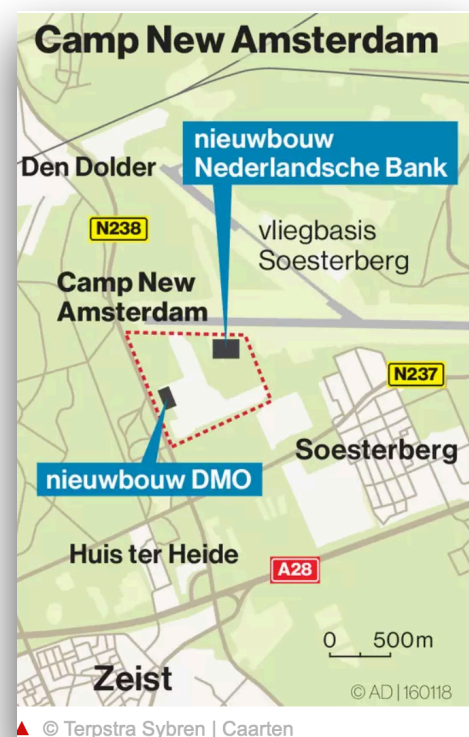 Camp New Amsterdam
nieuwbouw
Nederlandsche Bank
Den Dolder
N238
vliegbasis
Soesterberg
Camp New
Amsterdam
N237
Soesterberg
nieuwbouw DMO
Huis ter Heide
A28
0 500m
Zeist
© AD | 160118
© Terpstra Sybren | Caarten